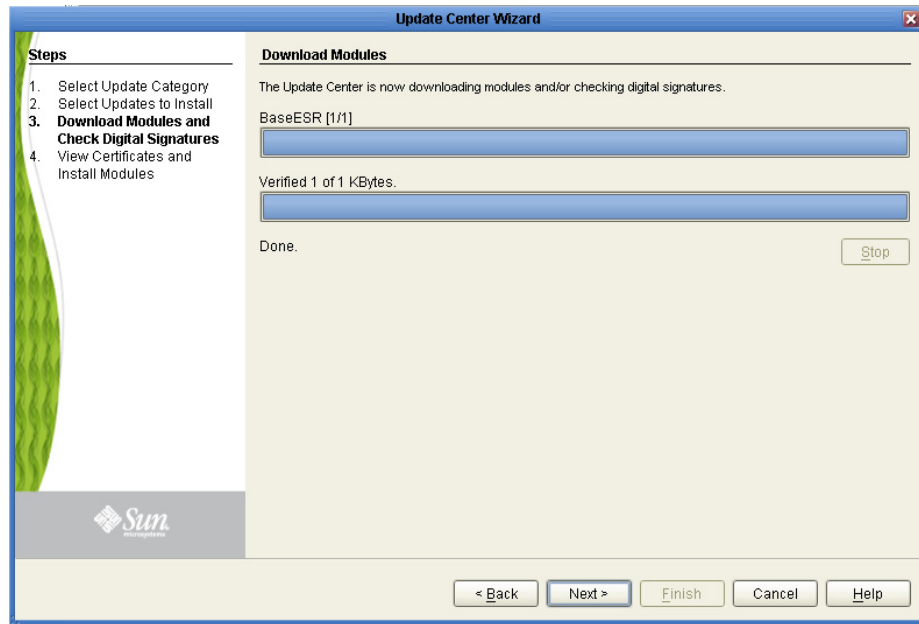 Update Center Wizard
Steps
1. Select Update Category
2. Select Updates to Install
3. Download Modules and
Check Digital Signatures
4. View Certificates and
Install Modules
Sun
microsystems
Download Modules
The Update Center is now downloading modules and/or checking digital signatures.
BaseESR [1/1]
Verified 1 of 1 KBytes.
Done.
Stop
< Back
Next >
Finish
Cancel
Help